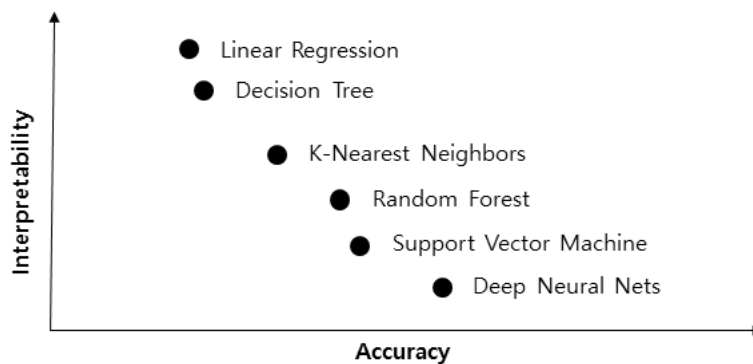 Linear Regression
Decision Tree
K-Nearest Neighbors
Random Forest
Support Vector Machine
Deep Neural Nets
Interpretability
Accuracy